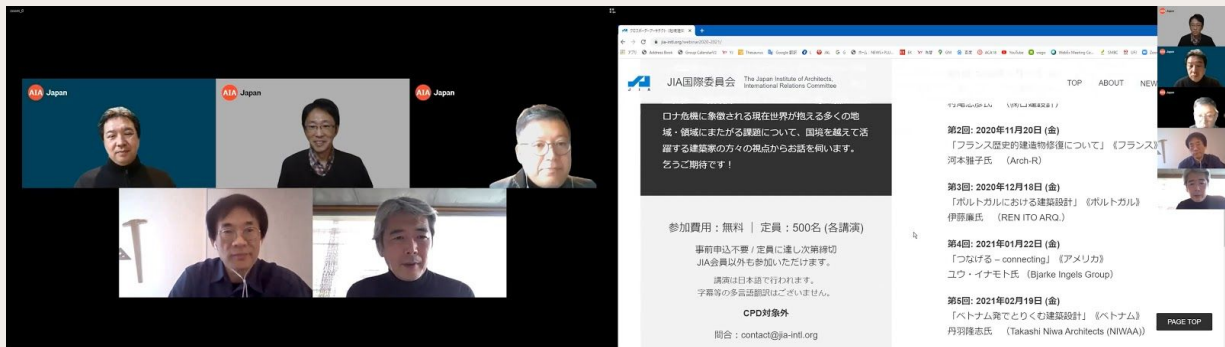 AIA Japan
AIA Japan
AIA Japan
jia-intl.org/webinar2020-2021/
JIA
JIA国際委員会
The Japan Institute of Architects,
International Relations Committee
TOP ABOUT NEW
ロナ危機に象徴される現在世界が抱える多くの地
域・領域にまたがる課題について、国境を越えて活
躍する建築家の方々の視点からお話を伺います。
乞うご期待です！
参加費用：無料 ｜ 定員：500名 (各講演)
事前申込不要 / 定員に達し次第締切
JIA会員以外も参加いただけます。
講演は日本語で行われます。
字幕等の多言語翻訳はございません。
CPD対象外
問合：contact@jia-intl.org
第2回: 2020年11月20日 (金)
「フランス歴史的建造物修復について」《フランス》
河本雅子氏 （Arch-R）
第3回: 2020年12月18日 (金)
「ポルトガルにおける建築設計」《ポルトガル》
伊藤廉氏 （REN ITO ARQ.）
第4回: 2021年01月22日 (金)
「つなげる – connecting」《アメリカ》
ユウ・イナモト氏 （Bjarke Ingels Group）
第5回: 2021年02月19日 (金)
「ベトナム発でとりくむ建築設計」《ベトナム》
丹羽隆志氏 （Takashi Niwa Architects (NIWAA)）
PAGE TOP